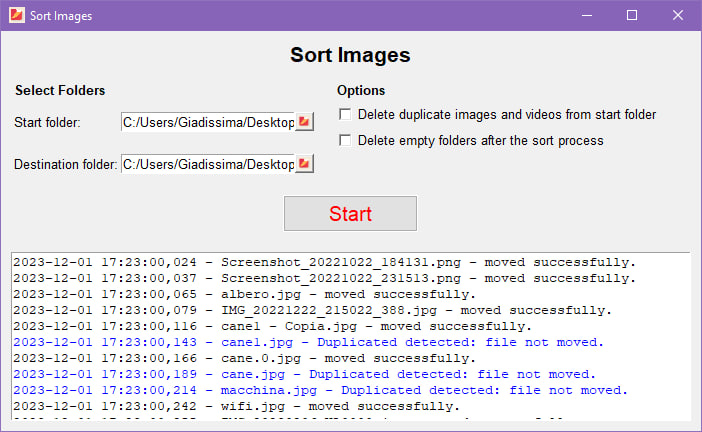 Sort Images
Sort Images
Select Folders
Options
Start folder:
C:/Users/Giadissima/Desktop
Delete duplicate images and videos from start folder
Delete empty folders after the sort process
Destination folder:
C:/Users/Giadissima/Desktop
Start
2023-12-01 17:23:00,024 - Screenshot_20221022_184131.png - moved successfully.
2023-12-01 17:23:00,037 - Screenshot_20221022_231513.png - moved successfully.
2023-12-01 17:23:00,065 - albero.jpg - moved successfully.
2023-12-01 17:23:00,079 - IMG_20221222_215022_388.jpg - moved successfully.
2023-12-01 17:23:00,116 - cane1 - Copia.jpg - moved successfully.
2023-12-01 17:23:00,143 - cane1.jpg - Duplicated detected: file not moved.
2023-12-01 17:23:00,166 - cane.0.jpg - moved successfully.
2023-12-01 17:23:00,189 - cane.jpg - Duplicated detected: file not moved.
2023-12-01 17:23:00,214 - macchina.jpg - Duplicated detected: file not moved.
2023-12-01 17:23:00,242 - wifi.jpg - moved successfully.